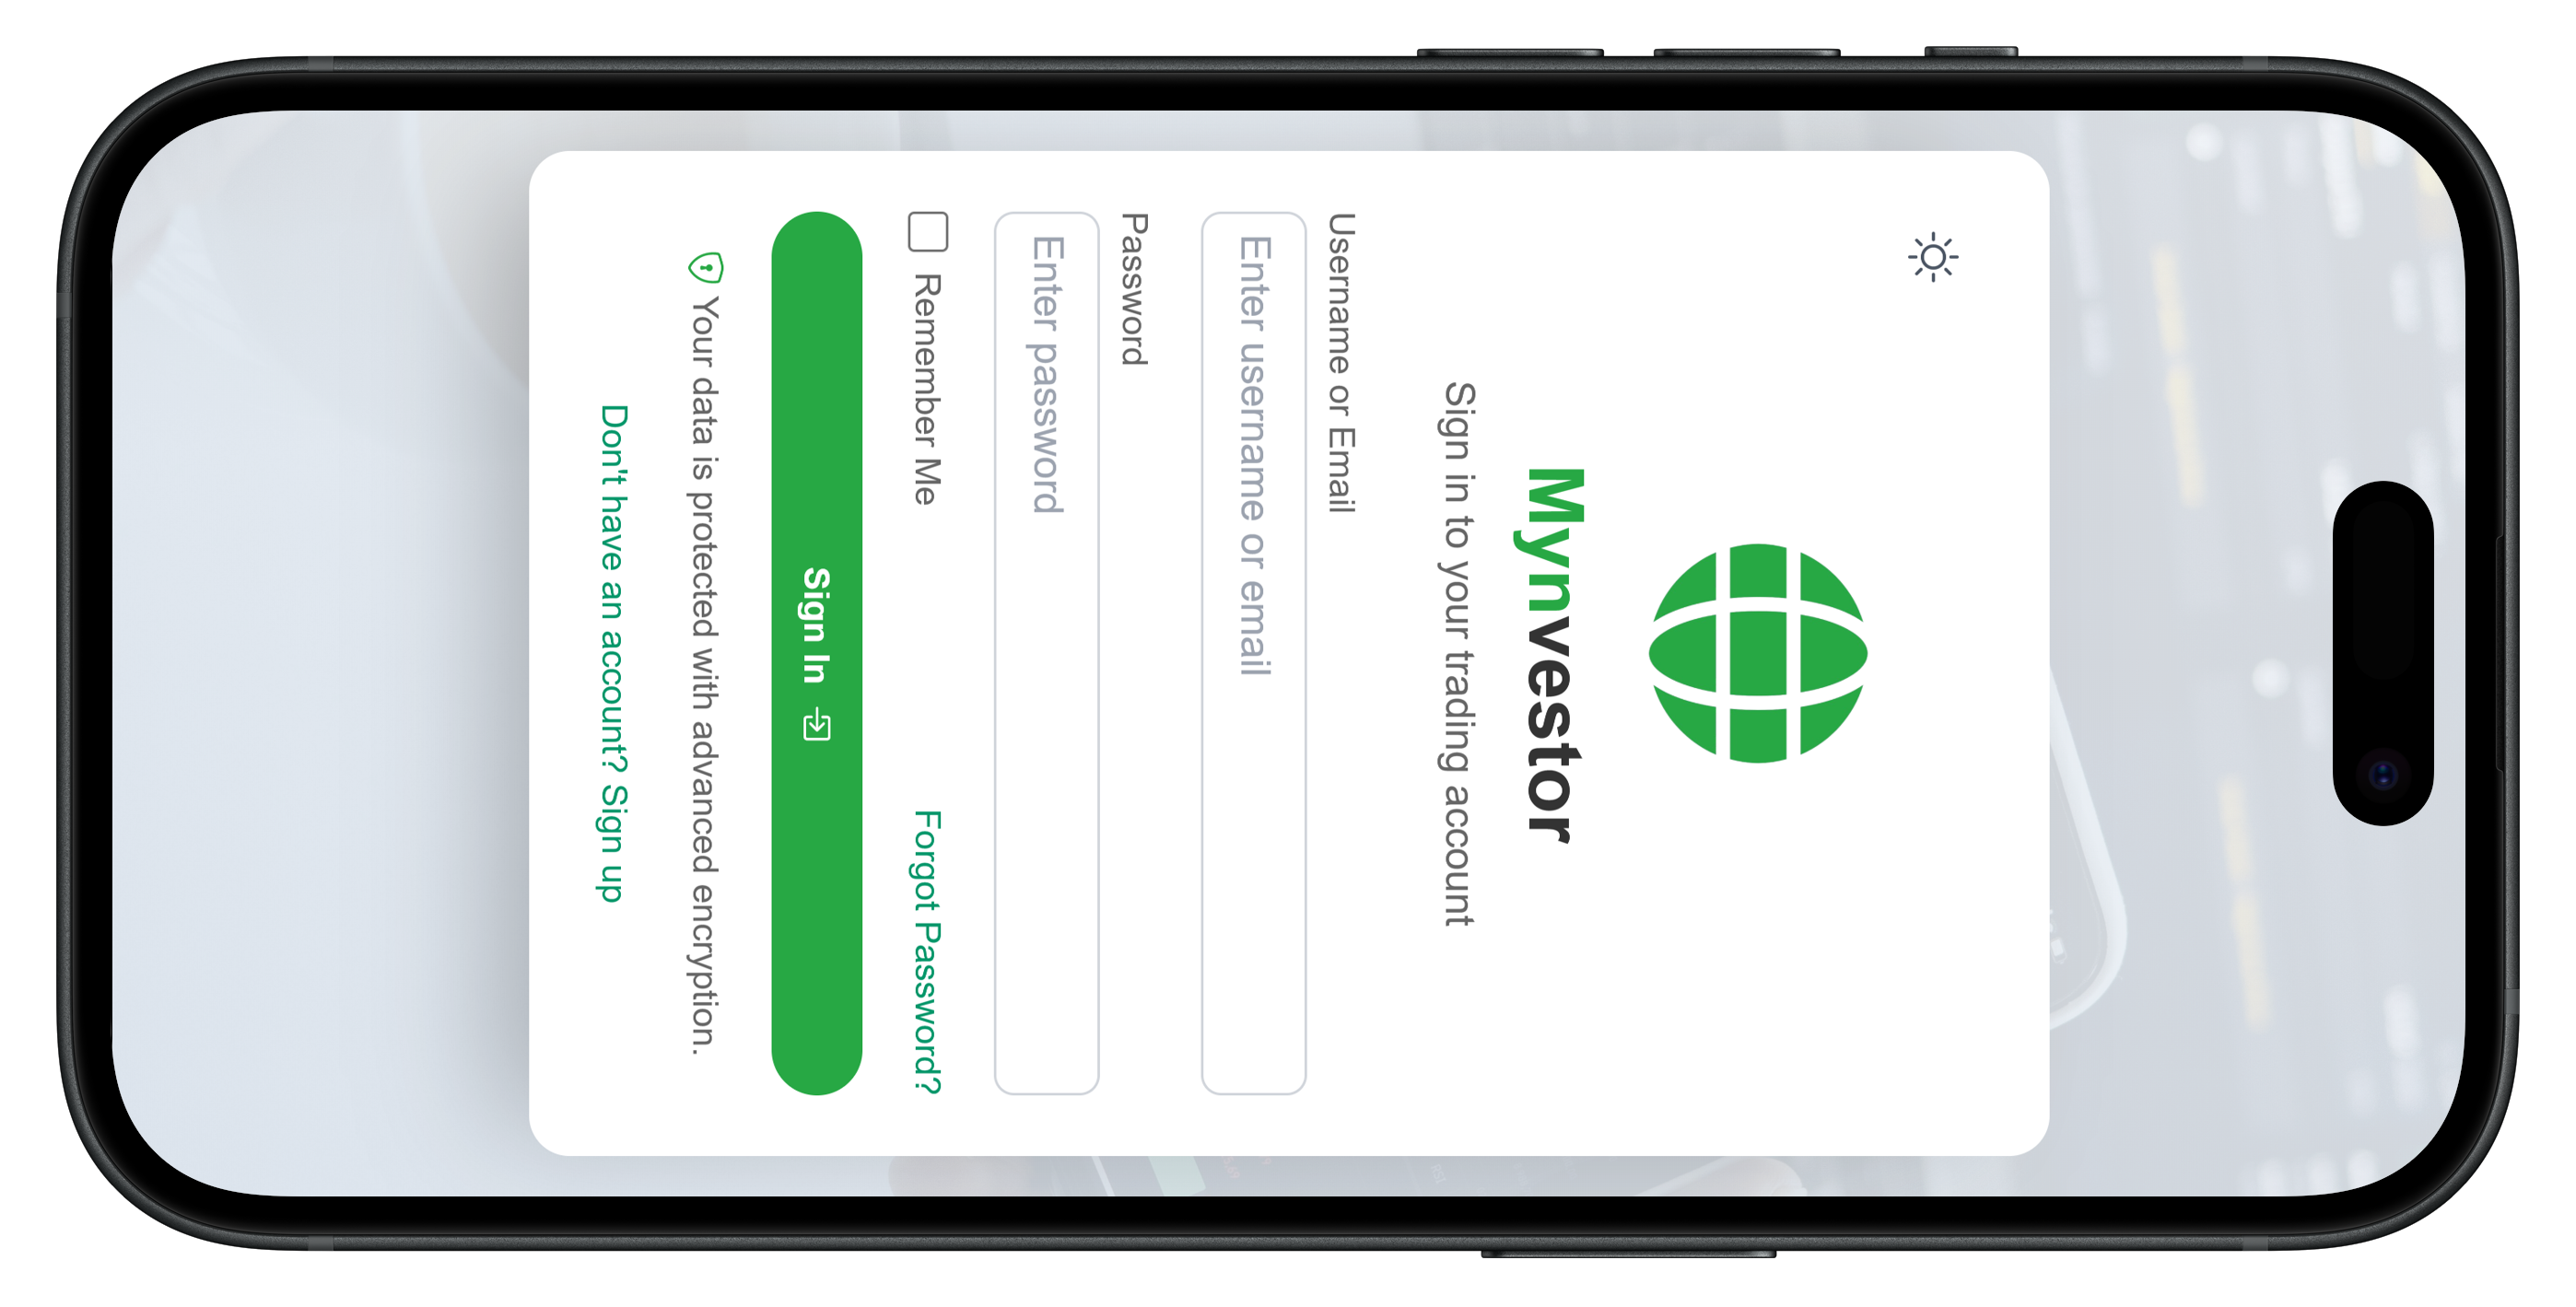 Mynvestor
Sign in to your trading account
Username or Email
Enter username or email
Password
Enter password
Remember Me
Forgot Password?
Sign In
Your data is protected with advanced encryption.
Don't have an account? Sign up